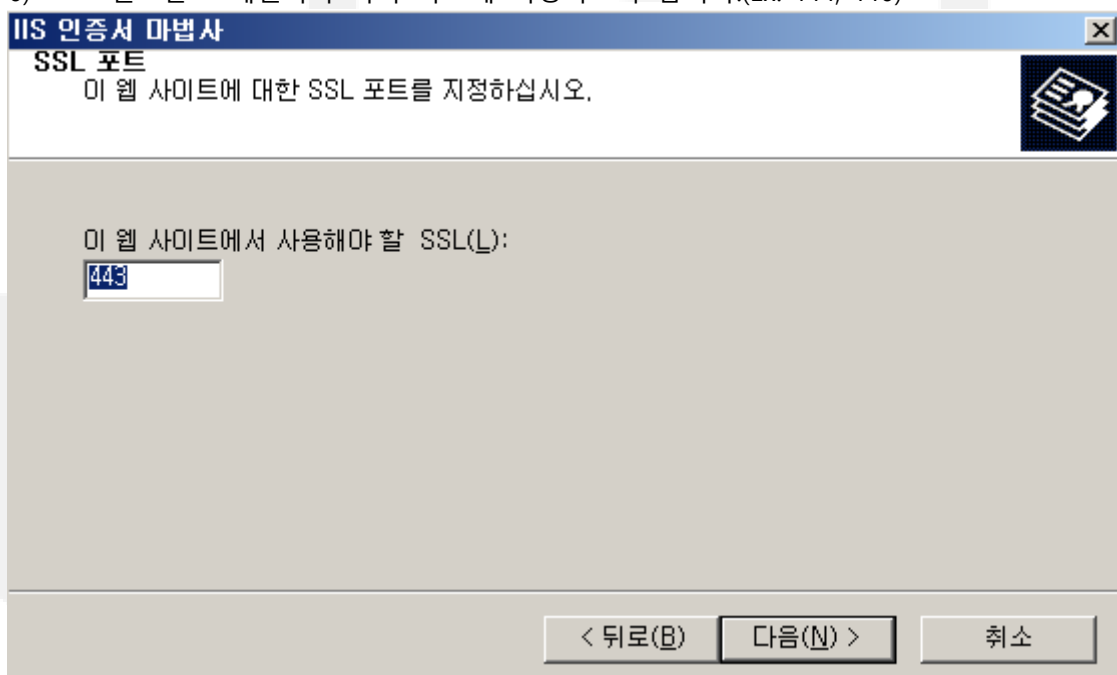 IIS 인증서 마법사
SSL 포트
이 웹 사이트에 대한 SSL 포트를 지정하십시오.
이 웹 사이트에서 사용해야 할 SSL(L):
443
< 뒤로(B) 다음(N) > 취소